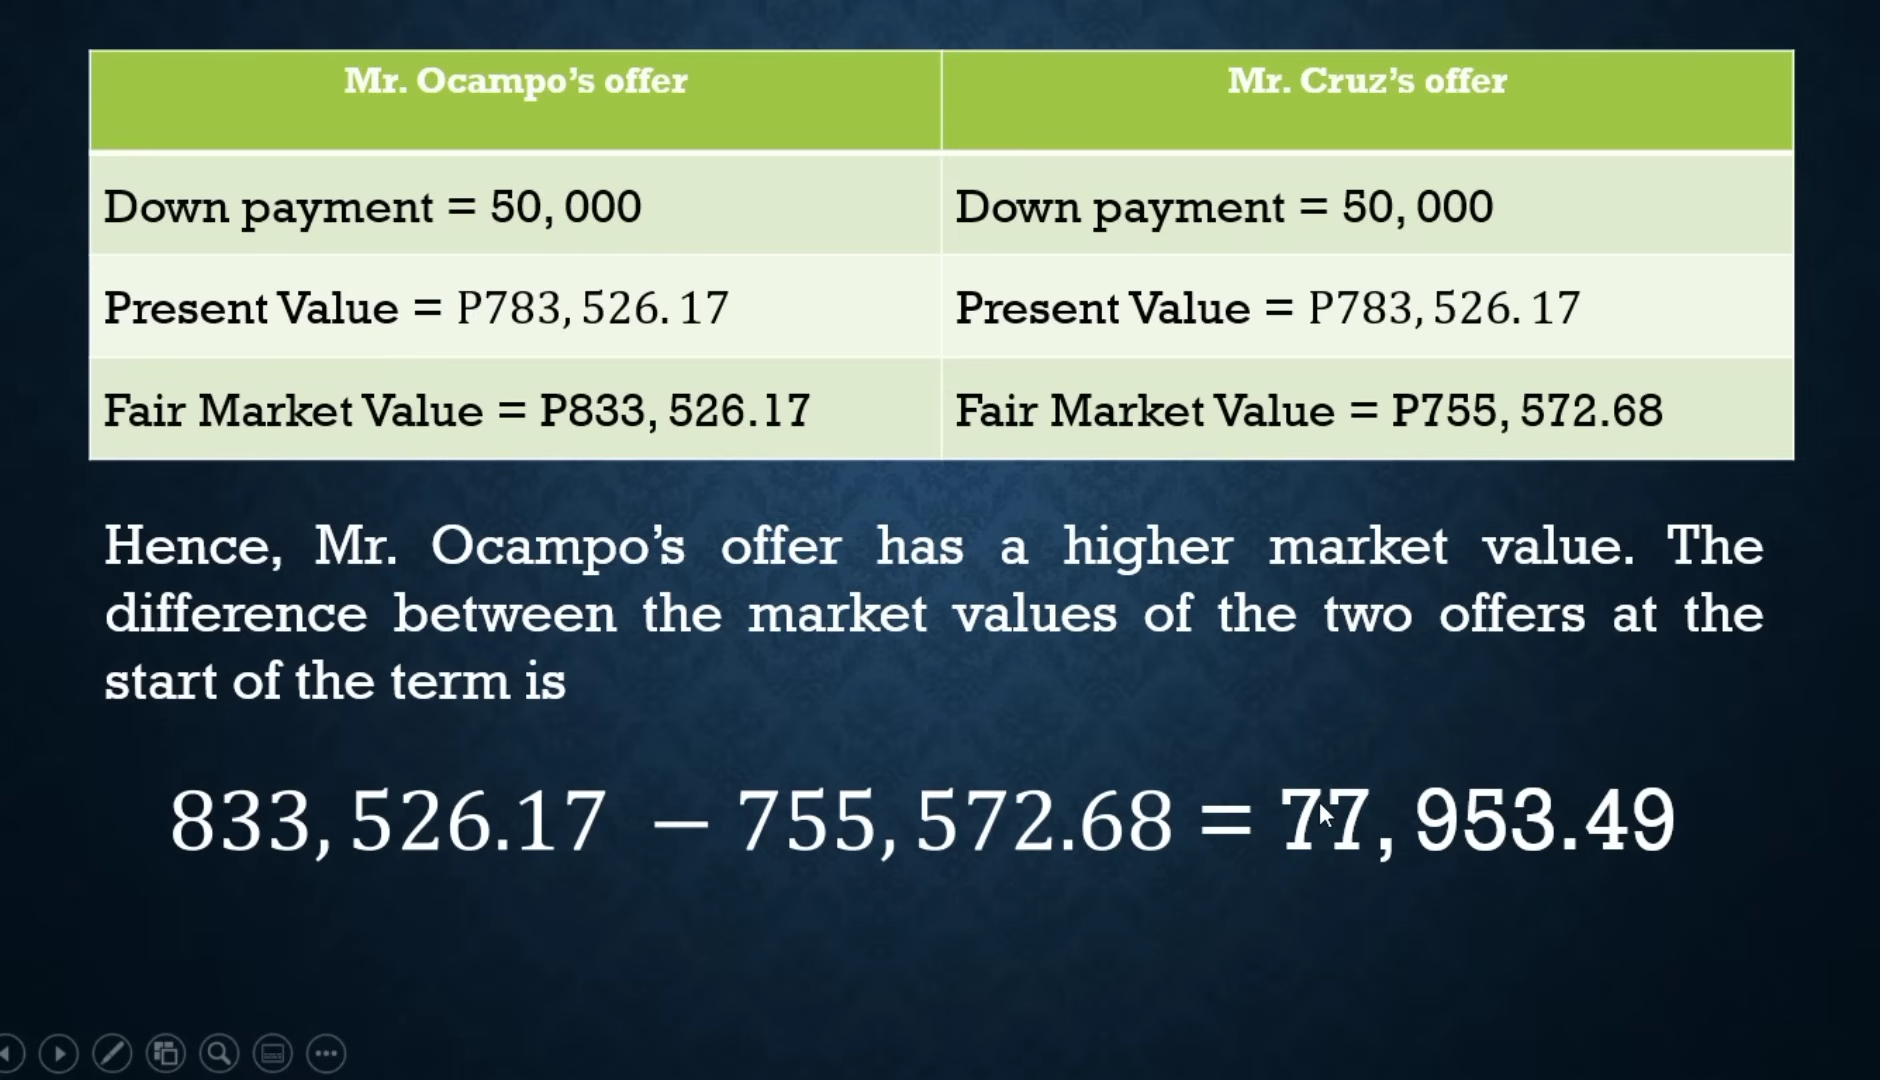 Mr. Ocampo’s offer
Mr. Cruz’s offer
Down payment = 50, 000
Down payment = 50, 000
Present Value = P783, 526. 17
Present Value = P783, 526. 17
Fair Market Value = P833, 526.17
Fair Market Value = P755, 572.68
Hence, Mr. Ocampo’s offer has a higher market value. The
difference between the market values of the two offers at the
start of the term is
833, 526.17 − 755, 572.68 = 77, 953.49